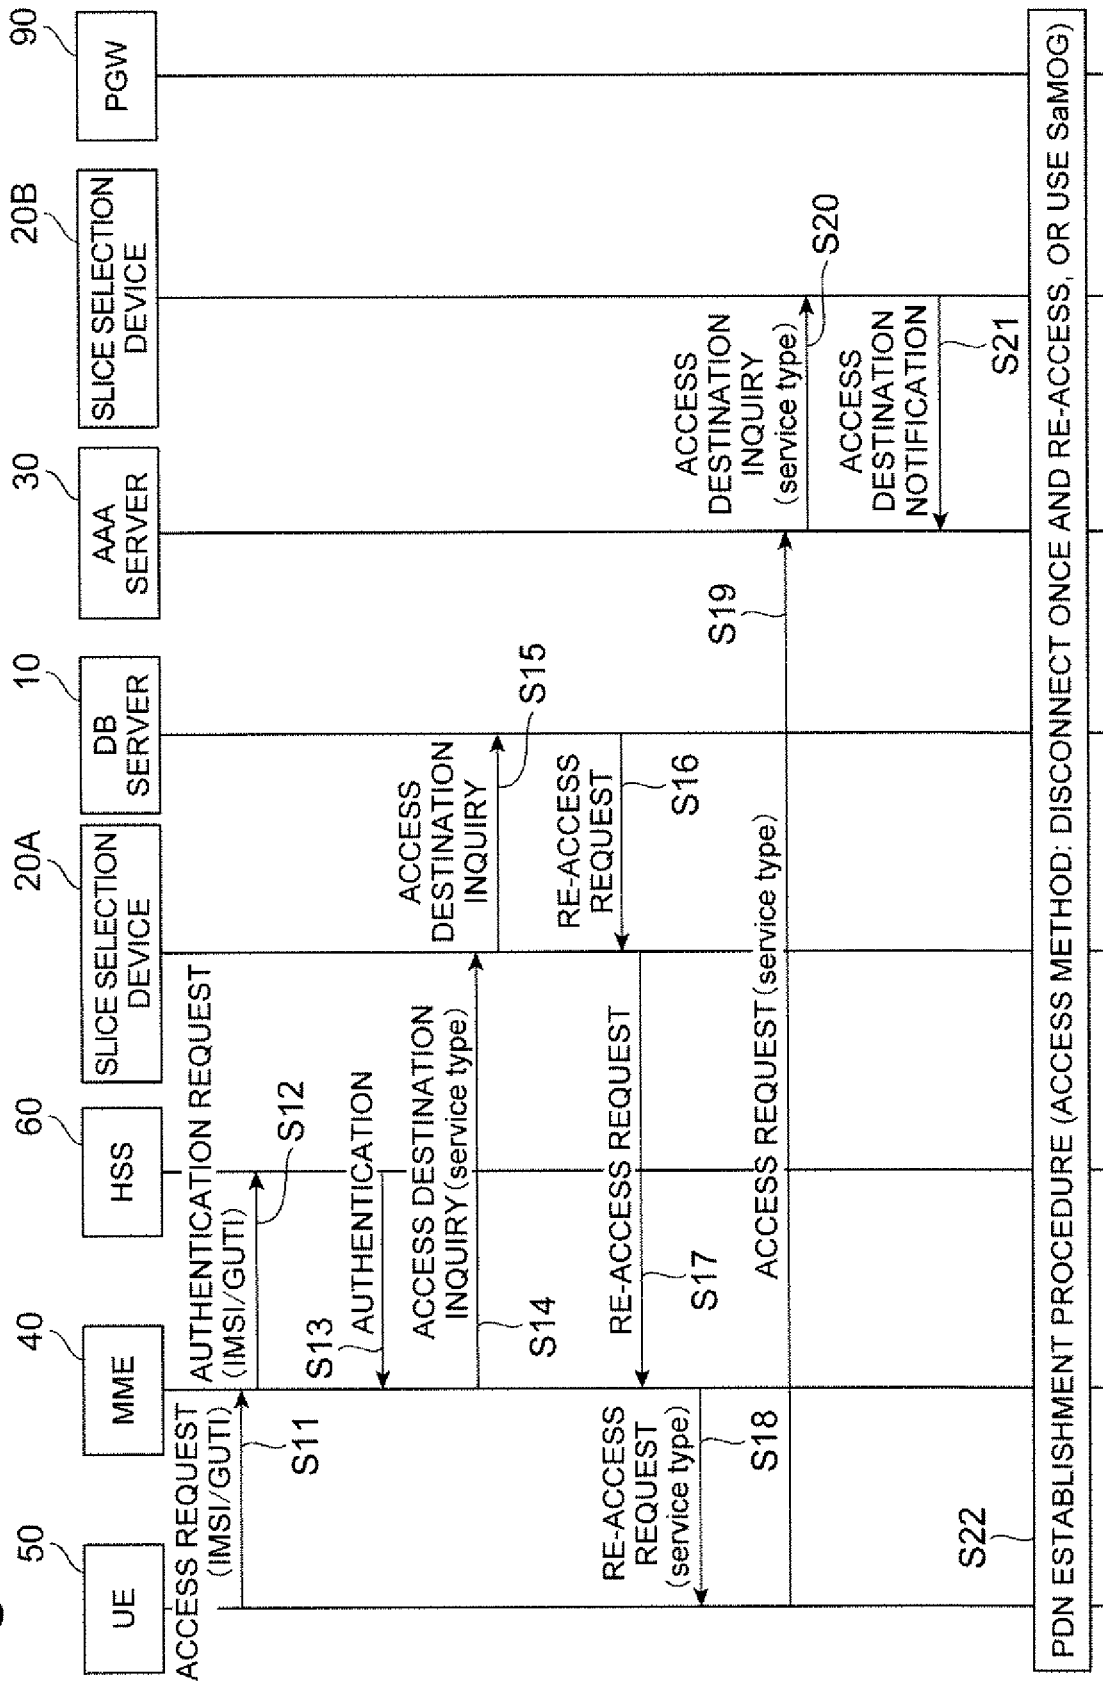 50
UE
40
MME
60
HSS
20A
SLICE SELECTION
DEVICE
10
DB
SERVER
30
AAA
SERVER
20B
SLICE SELECTION
DEVICE
90
PGW
ACCESS REQUEST
(IMSI/GUTI)
S11
AUTHENTICATION REQUEST
(IMSI/GUTI)
S12
S13
AUTHENTICATION
ACCESS DESTINATION
INQUIRY(service type)
S14
ACCESS
DESTINATION
INQUIRY
S15
RE-ACCESS
REQUEST
S16
RE-ACCESS REQUEST
S17
RE-ACCESS
REQUEST
(service type)
S18
ACCESS REQUEST(service type)
S19
ACCESS
DESTINATION
INQUIRY
(service type)
S20
ACCESS
DESTINATION
NOTIFICATION
S21
S22
PDN ESTABLISHMENT PROCEDURE (ACCESS METHOD: DISCONNECT ONCE AND RE-ACCESS, OR USE SaMOG)